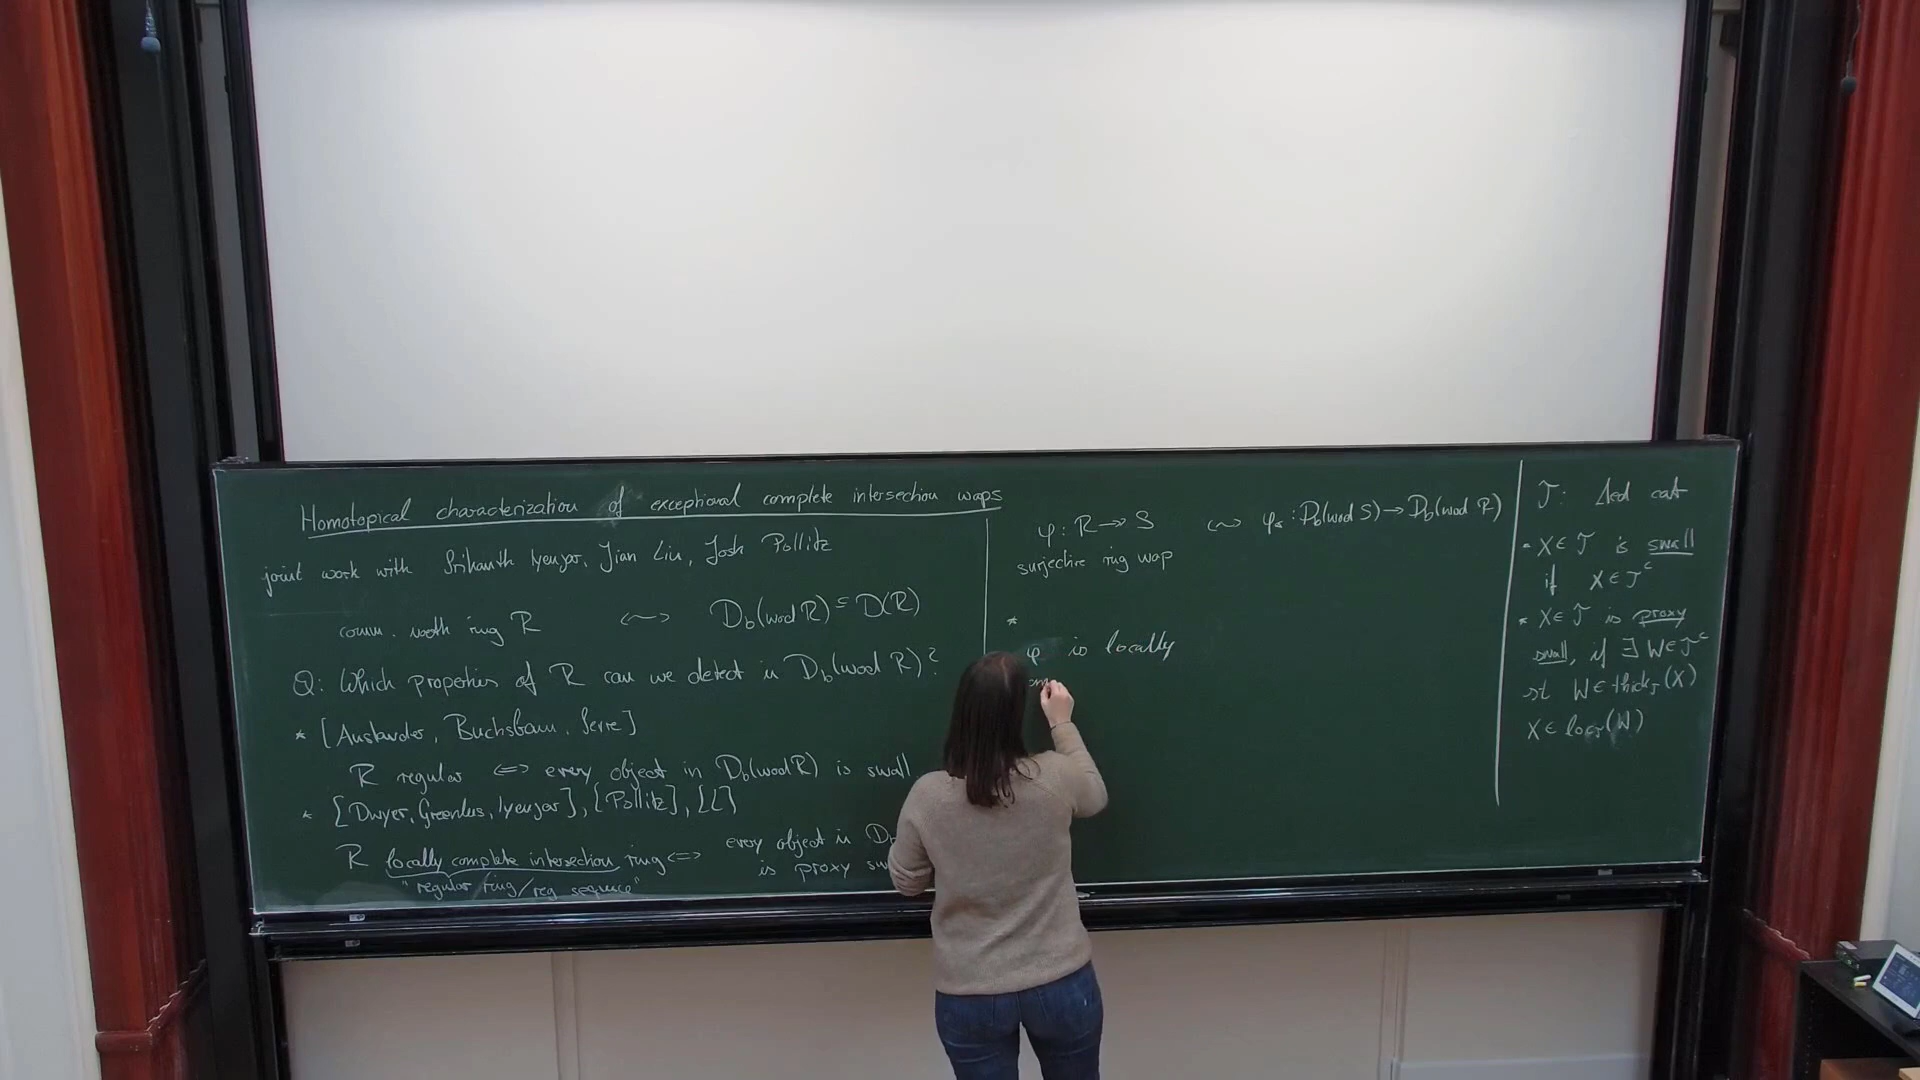 Homotopical characterization of exceptional complete intersection maps
joint work with Srikanth Iyengar, Jian Liu, Josh Pollitz
comm. noeth ring R ⟿ D_b(mod R) ⊆ D(R)
Q: Which properties of R can we detect in D_b(mod R)?
* [Auslander, Buchsbaum, Serre]
R regular ⟺ every object in D_b(mod R) is small
* [Dwyer, Greenlees, Iyengar], [Pollitz], [L]
R locally complete intersection ring ⟺ every object in D_b
is proxy
"regular ring/reg sequence"
φ: R ↠ S ⟿ φ_*: D_b(mod S) → D_b(mod R)
surjective ring map
*
φ is locally
T: Δed cat
* X ∈ T is small
if X ∈ T^c
* X ∈ T is proxy
small, if ∃ W ∈ T^c
st W ∈ thick_T(X)
X ∈ loc_T(W)